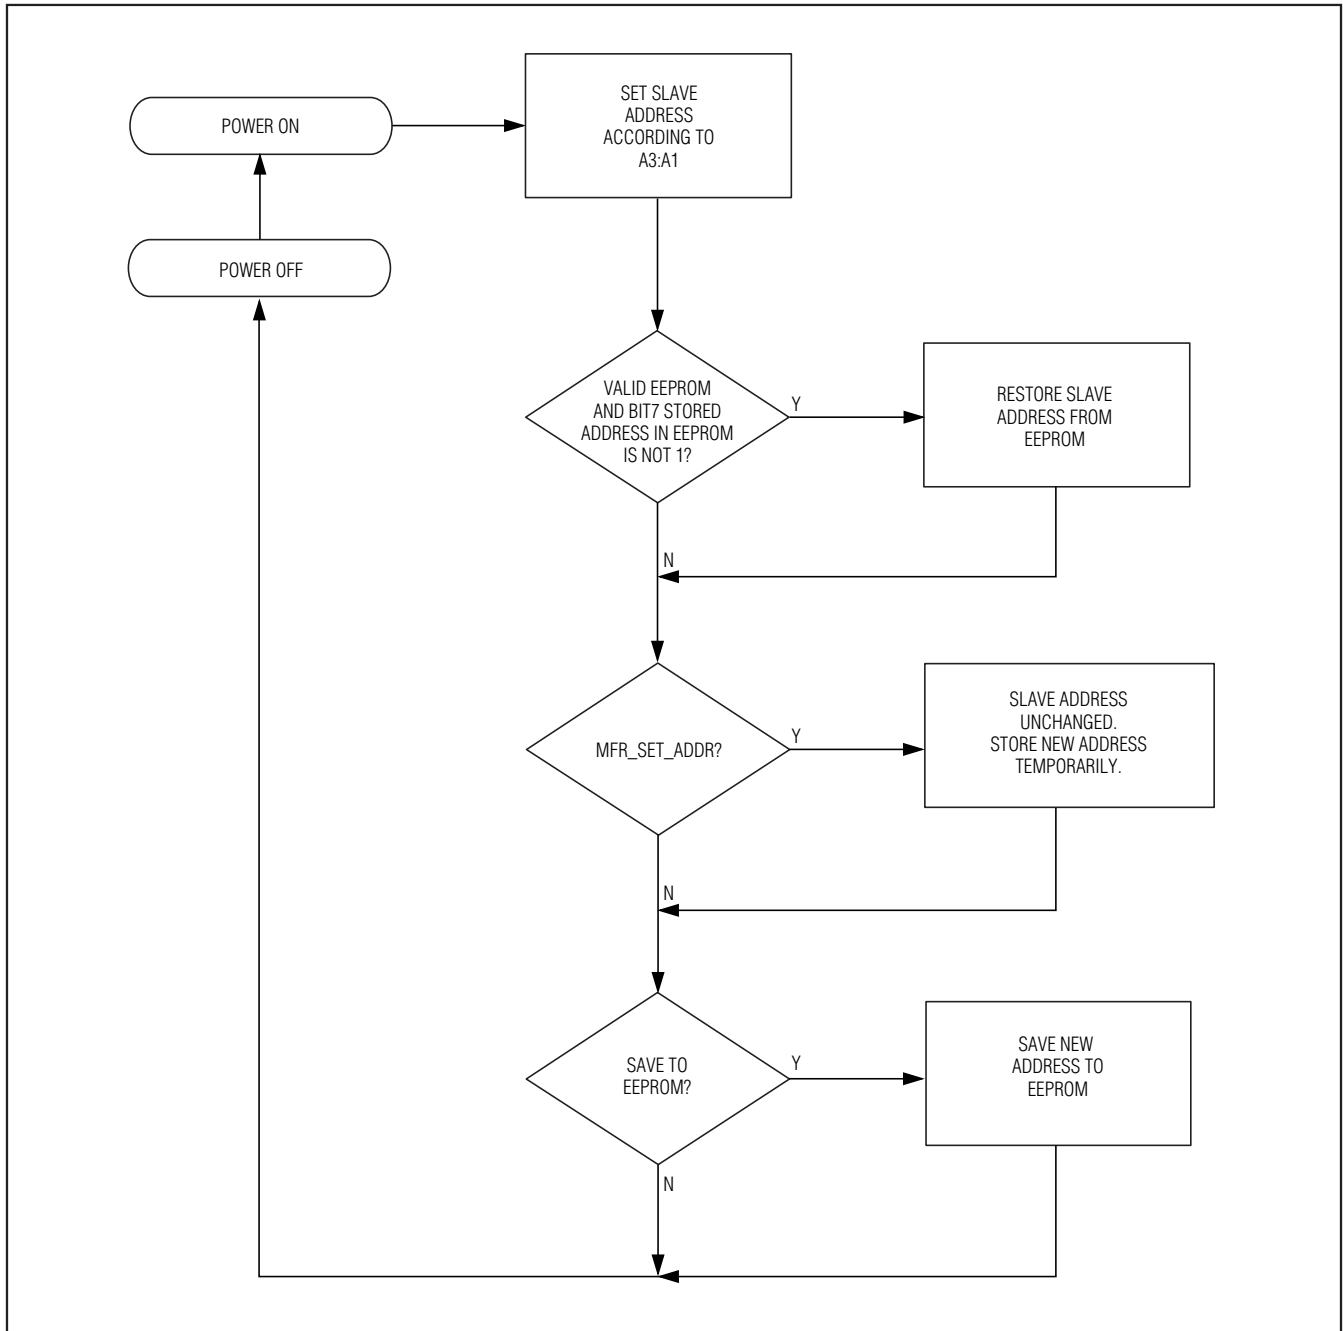 POWER ON
SET SLAVE
ADDRESS
ACCORDING TO
A3:A1
POWER OFF
VALID EEPROM
AND BIT7 STORED
ADDRESS IN EEPROM
IS NOT 1?
Y
RESTORE SLAVE
ADDRESS FROM
EEPROM
N
MFR_SET_ADDR?
Y
SLAVE ADDRESS
UNCHANGED.
STORE NEW ADDRESS
TEMPORARILY.
N
SAVE TO
EEPROM?
Y
SAVE NEW
ADDRESS TO
EEPROM
N